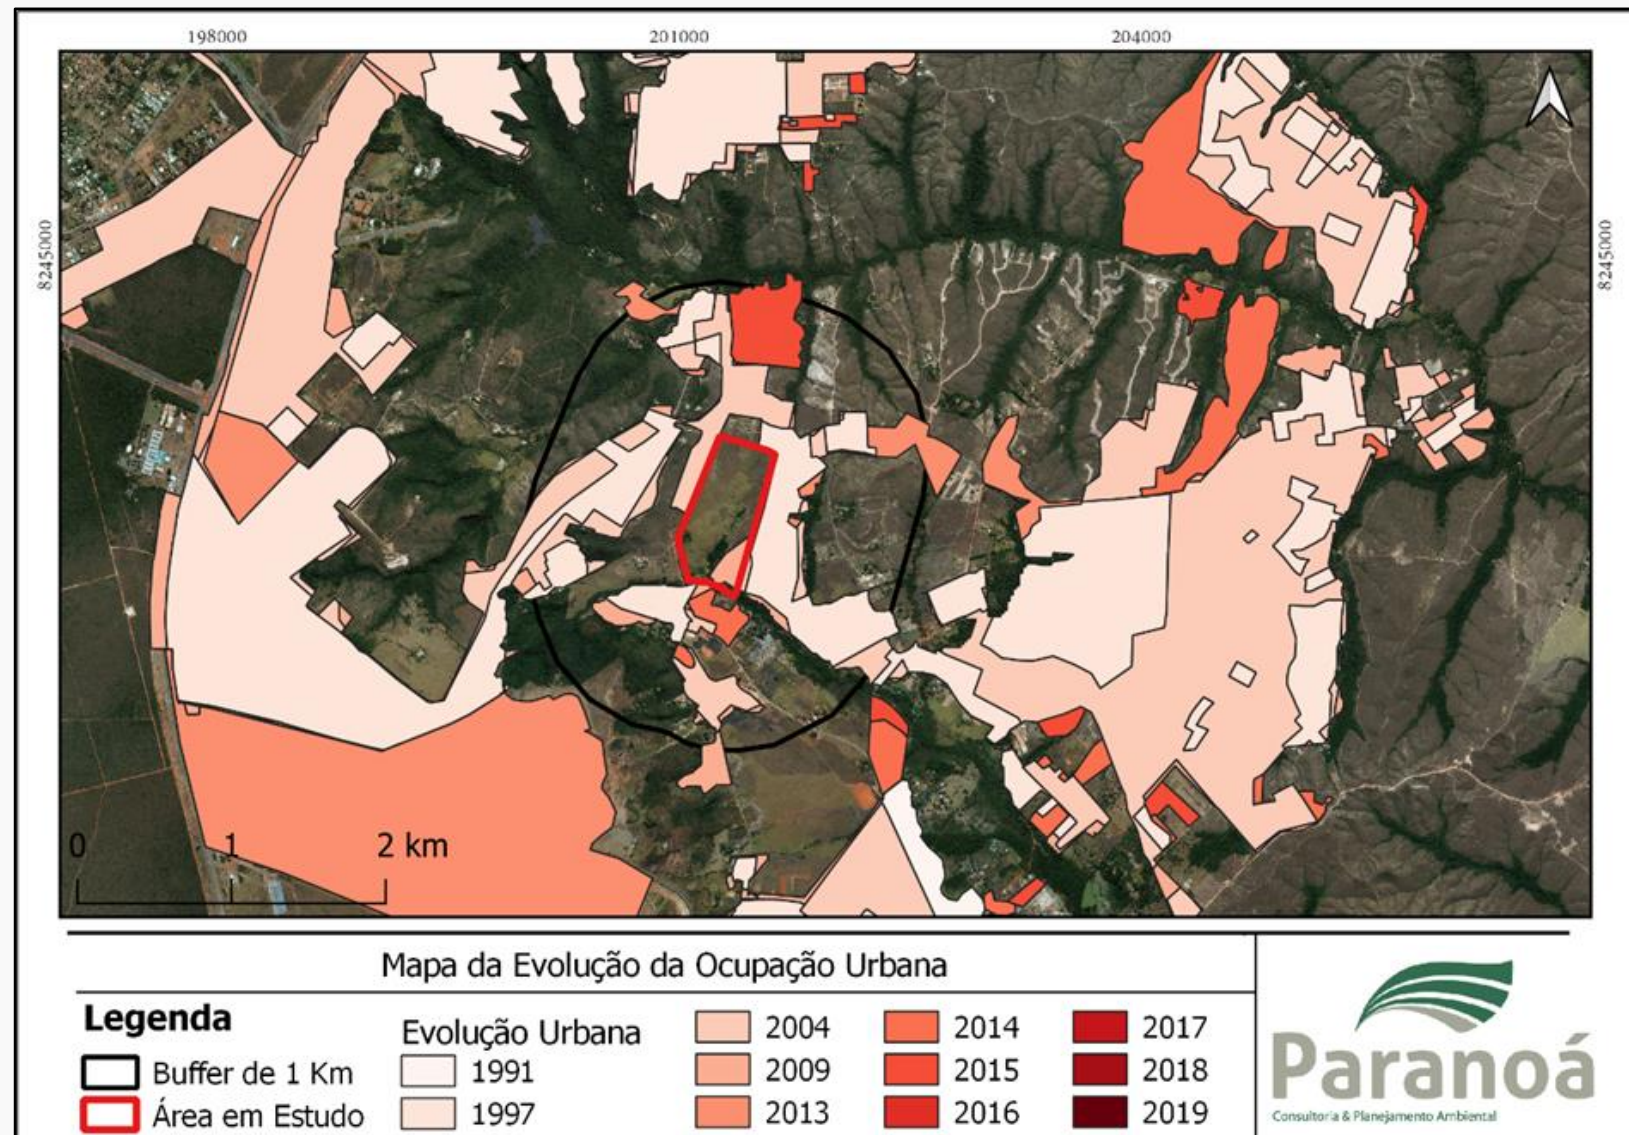 198000
201000
204000
8245000
8245000
0
1
2 km
Mapa da Evolução da Ocupação Urbana
Legenda
Buffer de 1 Km
Área em Estudo
Evolução Urbana
1991
1997
2004
2009
2013
2014
2015
2016
2017
2018
2019
Paranoá
Consultoria & Planejamento Ambiental